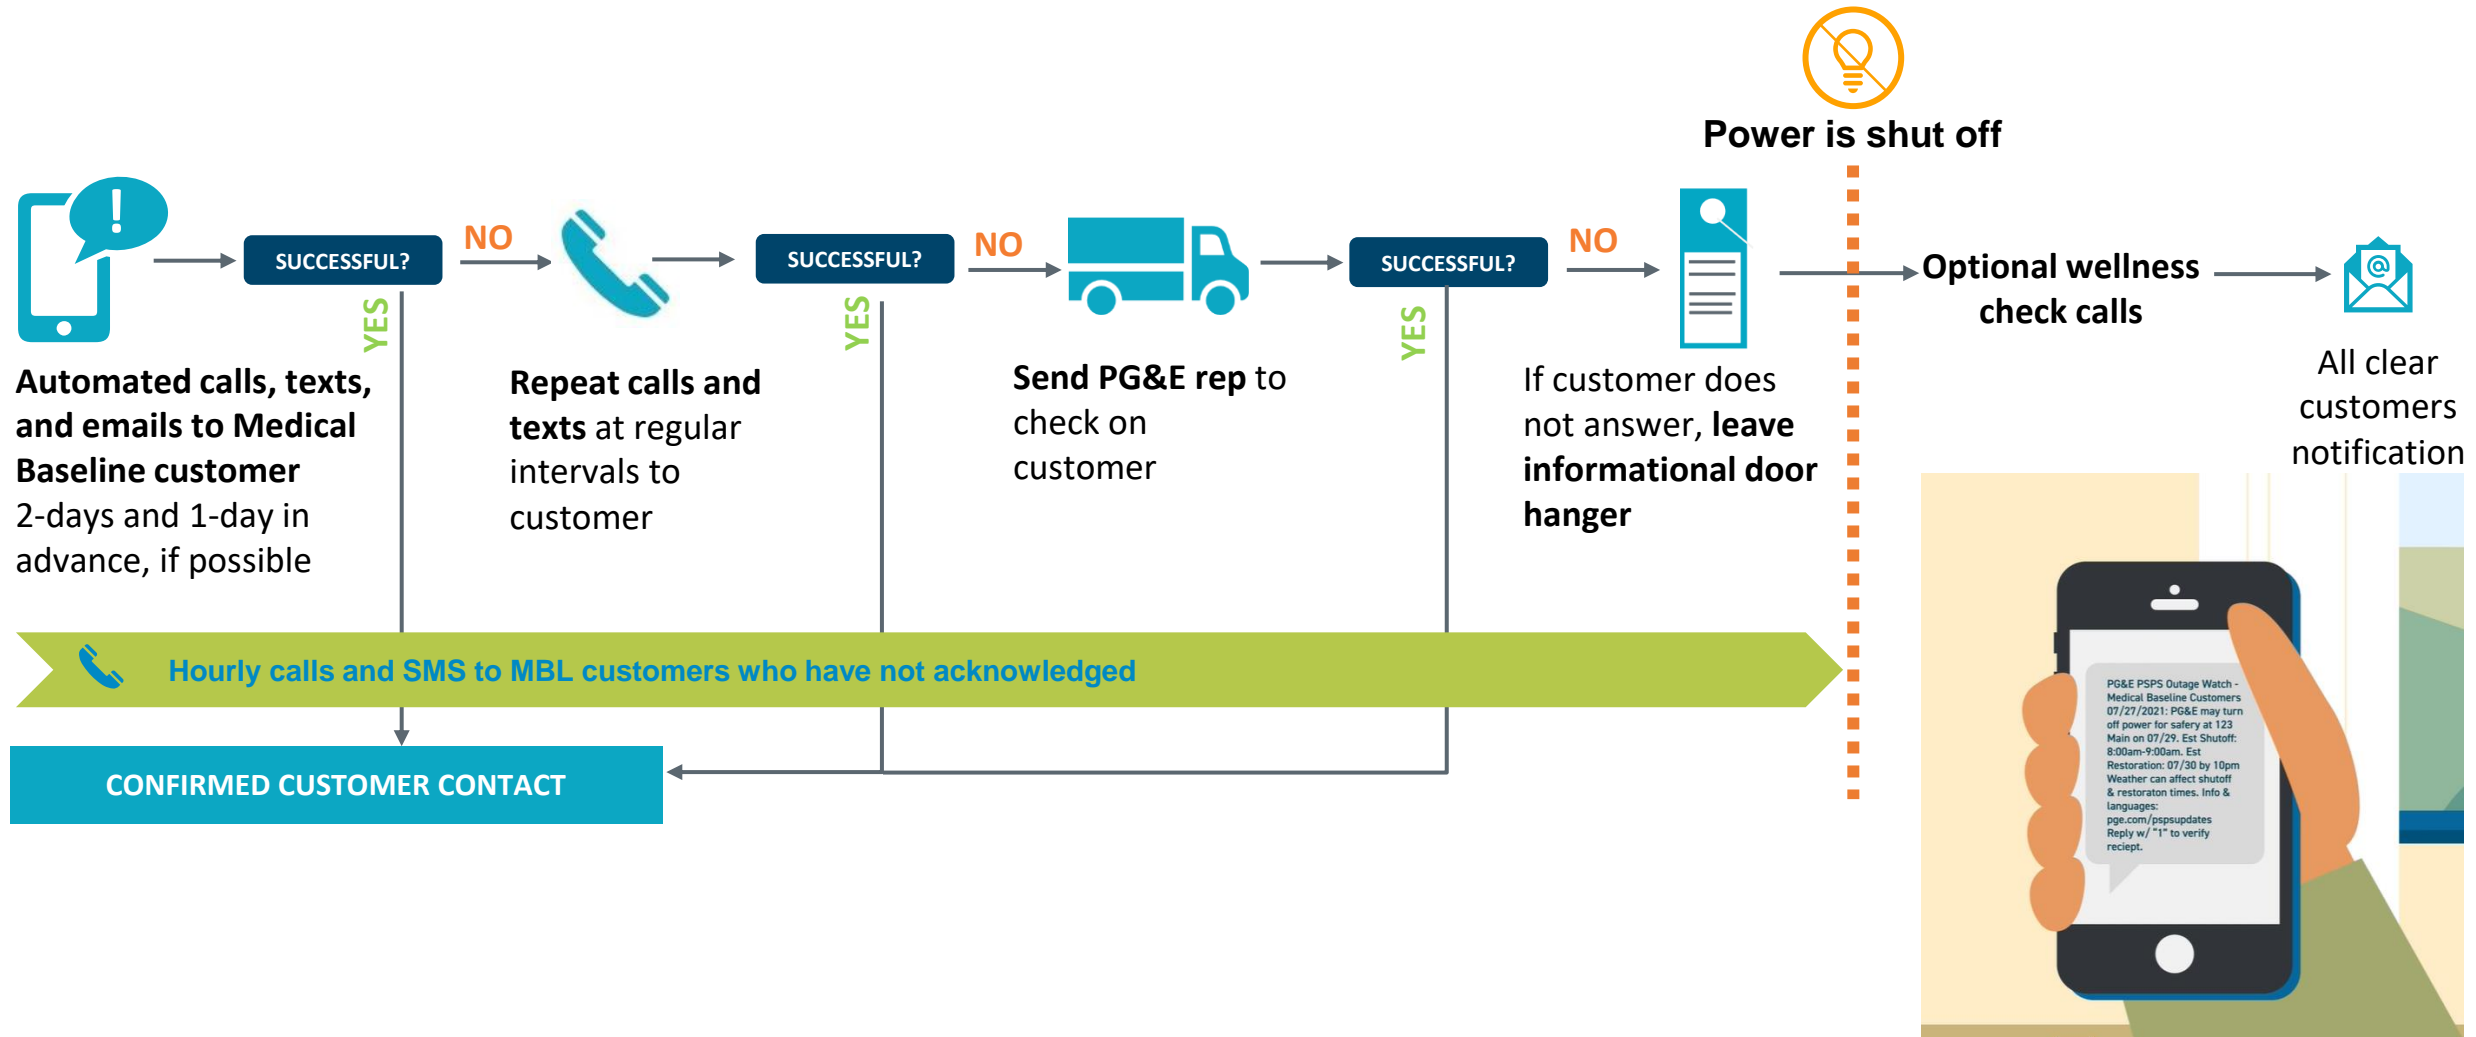 Power is shut off
!
SUCCESSFUL?
NO
YES
SUCCESSFUL?
NO
YES
SUCCESSFUL?
NO
YES
Automated calls, texts,
and emails to Medical
Baseline customer
2-days and 1-day in
advance, if possible
Repeat calls and
texts at regular
intervals to
customer
Send PG&E rep to
check on
customer
If customer does
not answer, leave
informational door
hanger
Optional wellness
check calls
@
All clear
customers
notification
Hourly calls and SMS to MBL customers who have not acknowledged
CONFIRMED CUSTOMER CONTACT
PG&E PSPS Outage Watch -
Medical Baseline Customers
07/27/2021: PG&E may turn
off power for safery at 123
Main on 07/29. Est Shutoff:
8:00am-9:00am. Est
Restoration: 07/30 by 10pm
Weather can affect shutoff
& restoraton times. Info &
languages:
pge.com/pspsupdates
Reply w/ "1" to verify
reciept.